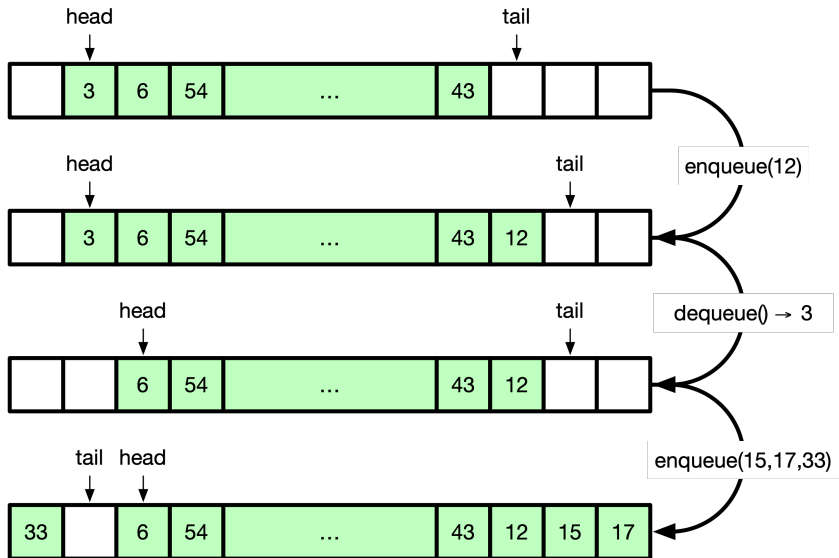 head tail
3 6 54 ... 43
enqueue(12)
head tail
3 6 54 ... 43 12
dequeue() → 3
head tail
6 54 ... 43 12
enqueue(15,17,33)
tail head
33 6 54 ... 43 12 15 17